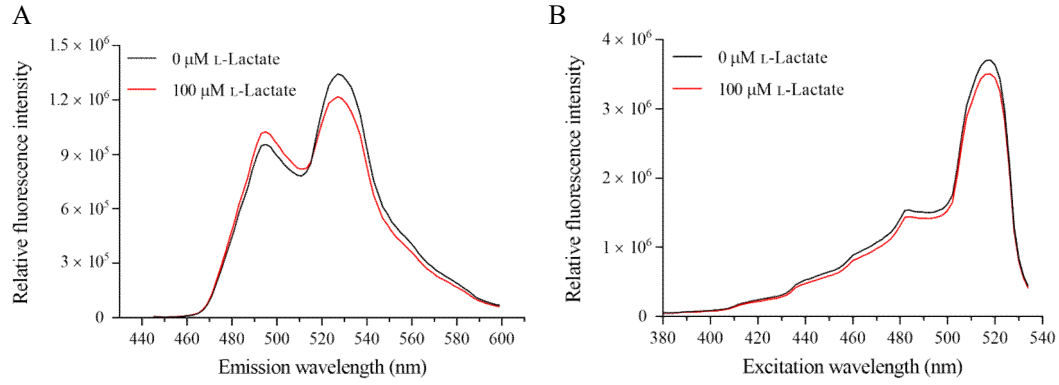 A
Relative fluorescence intensity
1.5 × 10⁶
1.2 × 10⁶
9 × 10⁵
6 × 10⁵
3 × 10⁵
0
0 μM L-Lactate
100 μM L-Lactate
440 460 480 500 520 540 560 580 600
Emission wavelength (nm)
B
Relative fluorescence intensity
4 × 10⁶
3 × 10⁶
2 × 10⁶
1 × 10⁶
0
0 μM L-Lactate
100 μM L-Lactate
380 400 420 440 460 480 500 520 540
Excitation wavelength (nm)